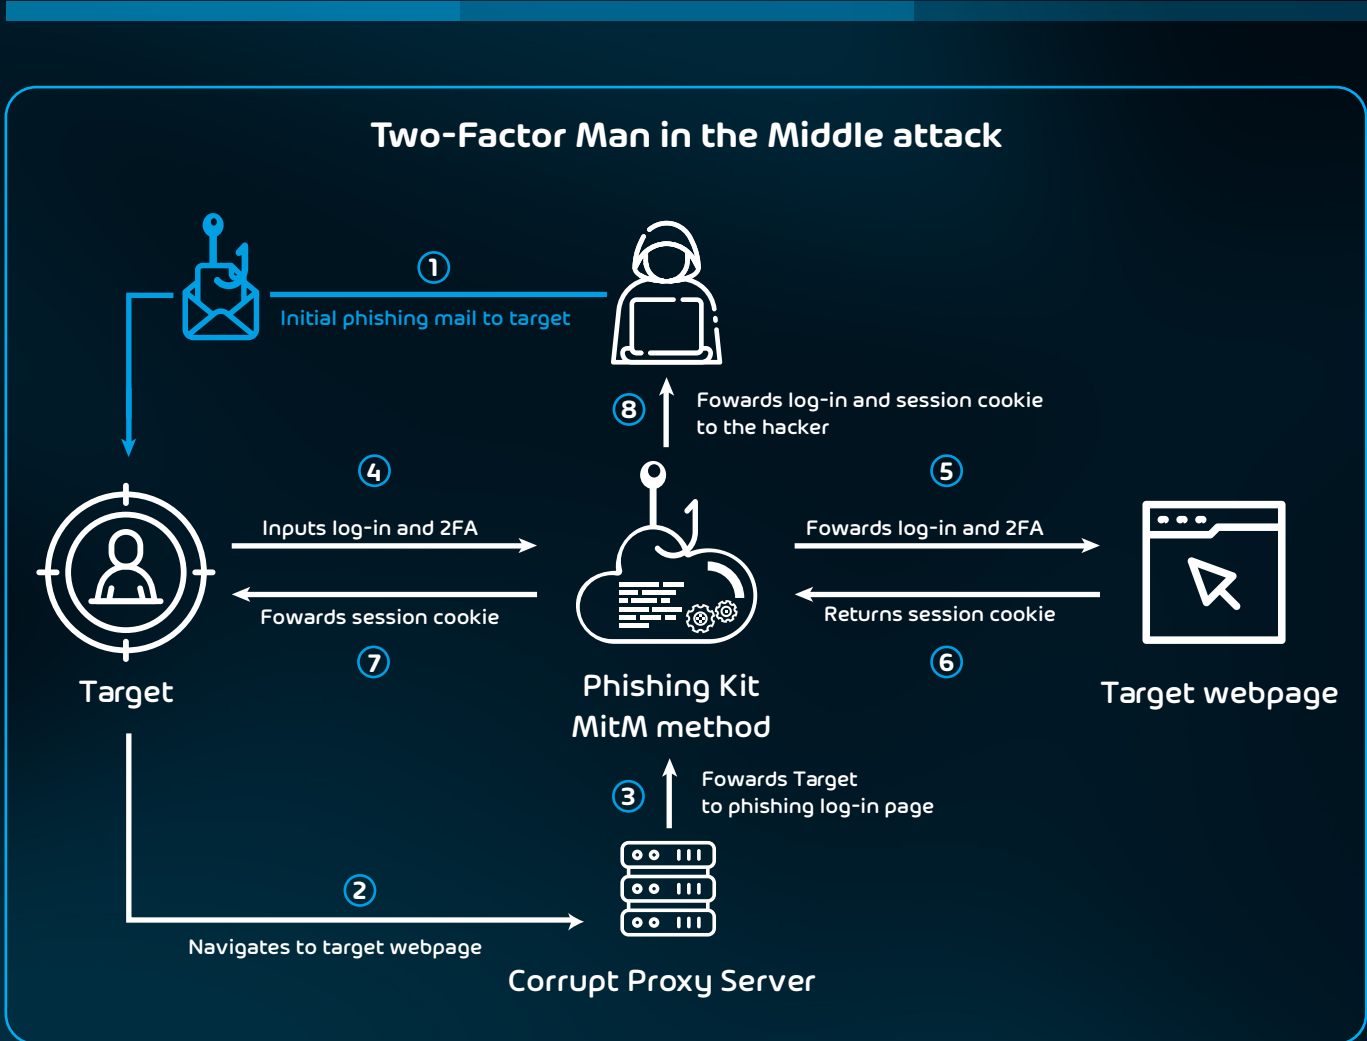 Two-Factor Man in the Middle attack
1
Initial phishing mail to target
8
Fowards log-in and session cookie
to the hacker
4
5
Inputs log-in and 2FA
Fowards log-in and 2FA
Fowards session cookie
Returns session cookie
7
6
Target
Phishing Kit
MitM method
Target webpage
3
Fowards Target
to phishing log-in page
2
Navigates to target webpage
Corrupt Proxy Server